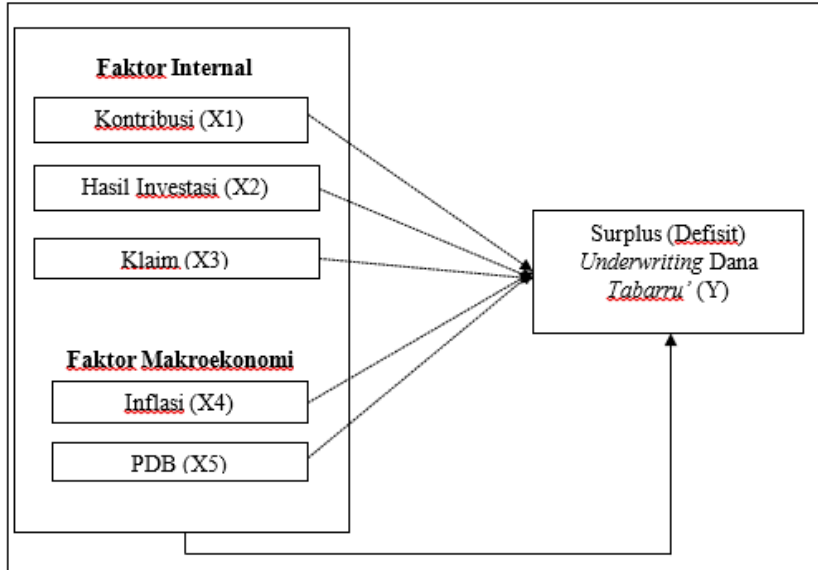 Faktor Internal
Kontribusi (X1)
Hasil Investasi (X2)
Klaim (X3)
Faktor Makroekonomi
Inflasi (X4)
PDB (X5)
Surplus (Defisit)
Underwriting Dana
Tabarru’ (Y)